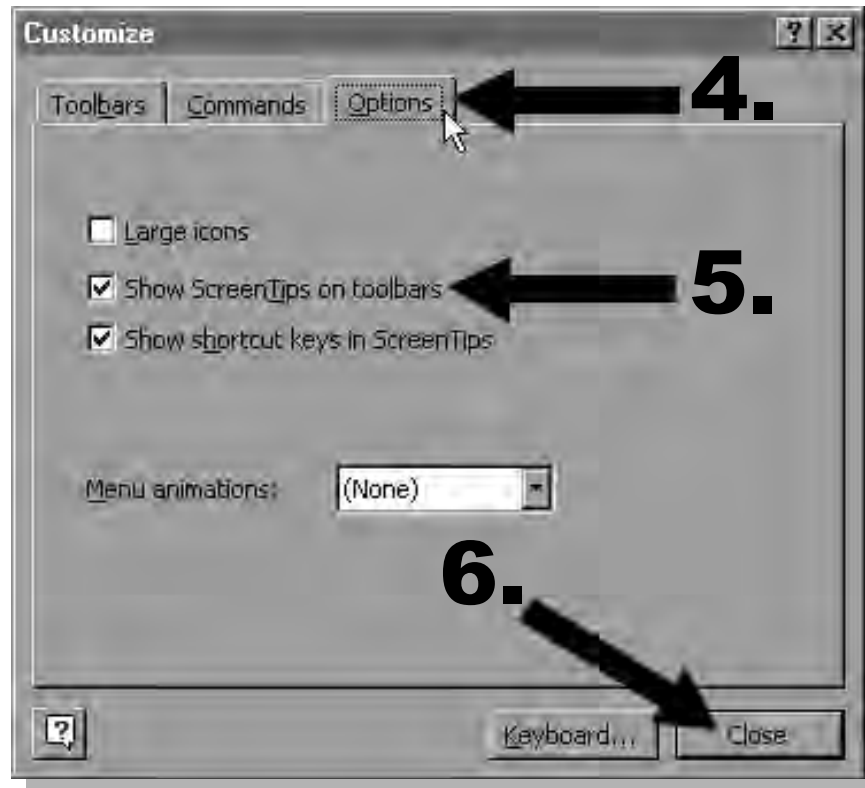 Customize
Toolbars Commands Options 4.
Large icons
Show ScreenTips on toolbars 5.
Show shortcut keys in ScreenTips
Menu animations: (None)
6.
Keyboard... Close